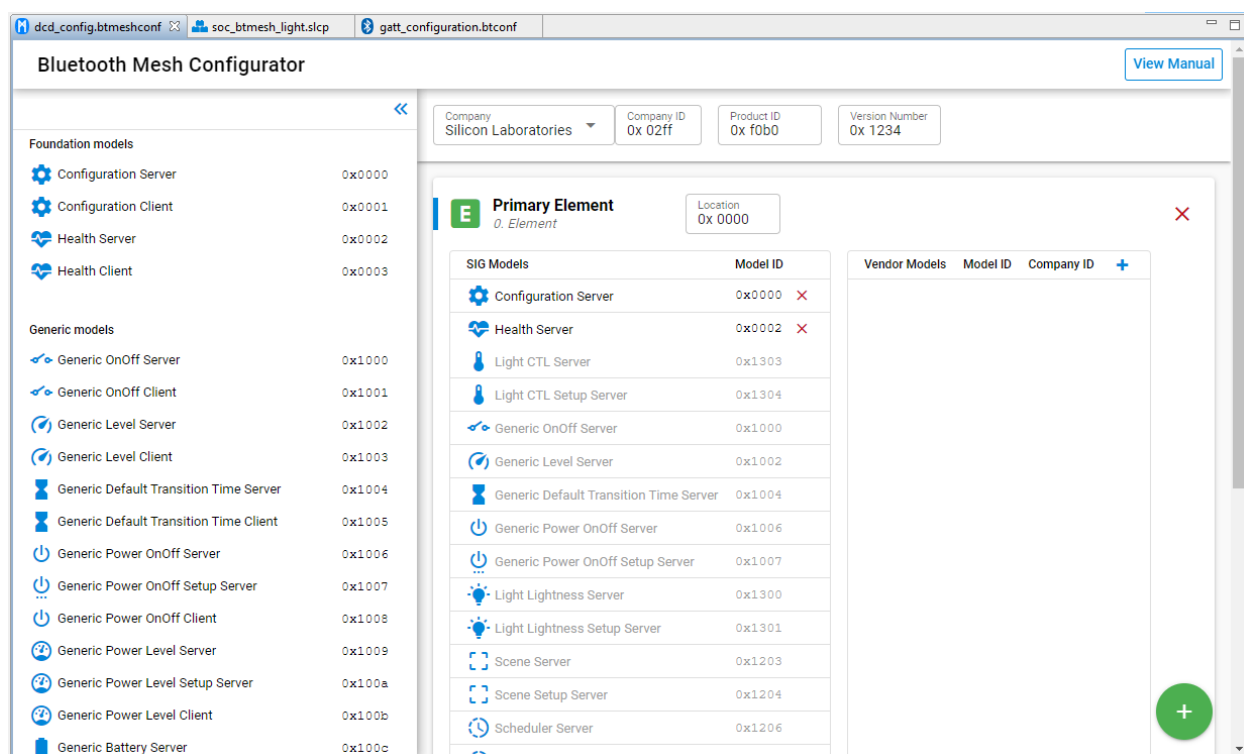 dcd_config.btmeshconf soc_btmesh_light.slcp gatt_configuration.btconf
Bluetooth Mesh Configurator View Manual
Company Company ID Product ID Version Number
Silicon Laboratories 0x 02ff 0x f0b0 0x 1234
Foundation models
Configuration Server 0x0000
Configuration Client 0x0001
Health Server 0x0002
Health Client 0x0003
Generic models
Generic OnOff Server 0x1000
Generic OnOff Client 0x1001
Generic Level Server 0x1002
Generic Level Client 0x1003
Generic Default Transition Time Server 0x1004
Generic Default Transition Time Client 0x1005
Generic Power OnOff Server 0x1006
Generic Power OnOff Setup Server 0x1007
Generic Power OnOff Client 0x1008
Generic Power Level Server 0x1009
Generic Power Level Setup Server 0x100a
Generic Power Level Client 0x100b
Generic Battery Server 0x100c
E Primary Element Location
0. Element 0x 0000
SIG Models Model ID
Configuration Server 0x0000
Health Server 0x0002
Light CTL Server 0x1303
Light CTL Setup Server 0x1304
Generic OnOff Server 0x1000
Generic Level Server 0x1002
Generic Default Transition Time Server 0x1004
Generic Power OnOff Server 0x1006
Generic Power OnOff Setup Server 0x1007
Light Lightness Server 0x1300
Light Lightness Setup Server 0x1301
Scene Server 0x1203
Scene Setup Server 0x1204
Scheduler Server 0x1206
Vendor Models Model ID Company ID +